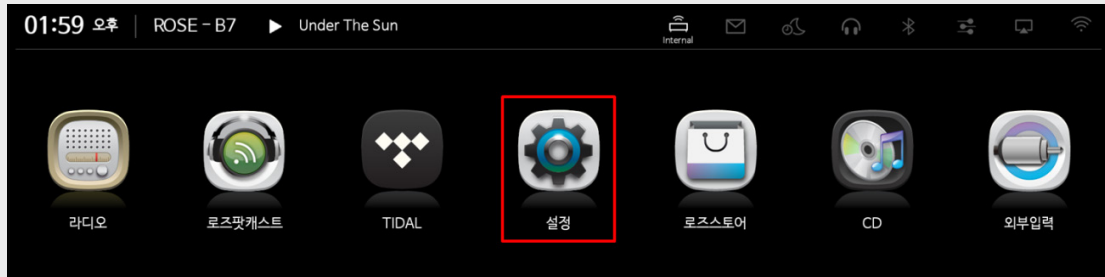 01:59 오후 ROSE – B7 ▶ Under The Sun
Internal
라디오 로즈팟캐스트 TIDAL 설정 로즈스토어 CD 외부입력